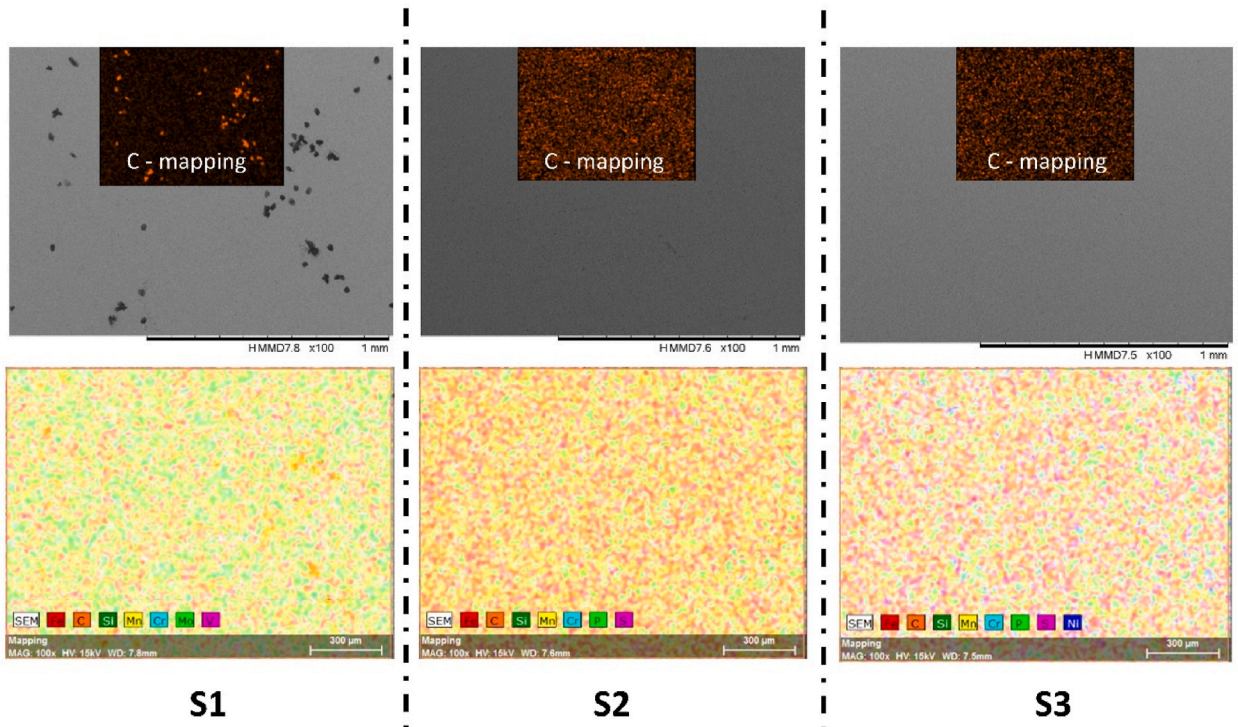 C - mapping
C - mapping
C - mapping
HMMD7.8 x100 1 mm
HMMD7.6 x100 1 mm
HMMD7.5 x100 1 mm
SEM Fe C Si Mn Cr Mo V
Mapping 300 µm
MAG: 100x HV: 15kV WD: 7.8mm
SEM Fe C Si Mn Cr P S
Mapping 300 µm
MAG: 100x HV: 15kV WD: 7.6mm
SEM Fe C Si Mn Cr P S Ni
Mapping 300 µm
MAG: 100x HV: 15kV WD: 7.5mm
S1
S2
S3